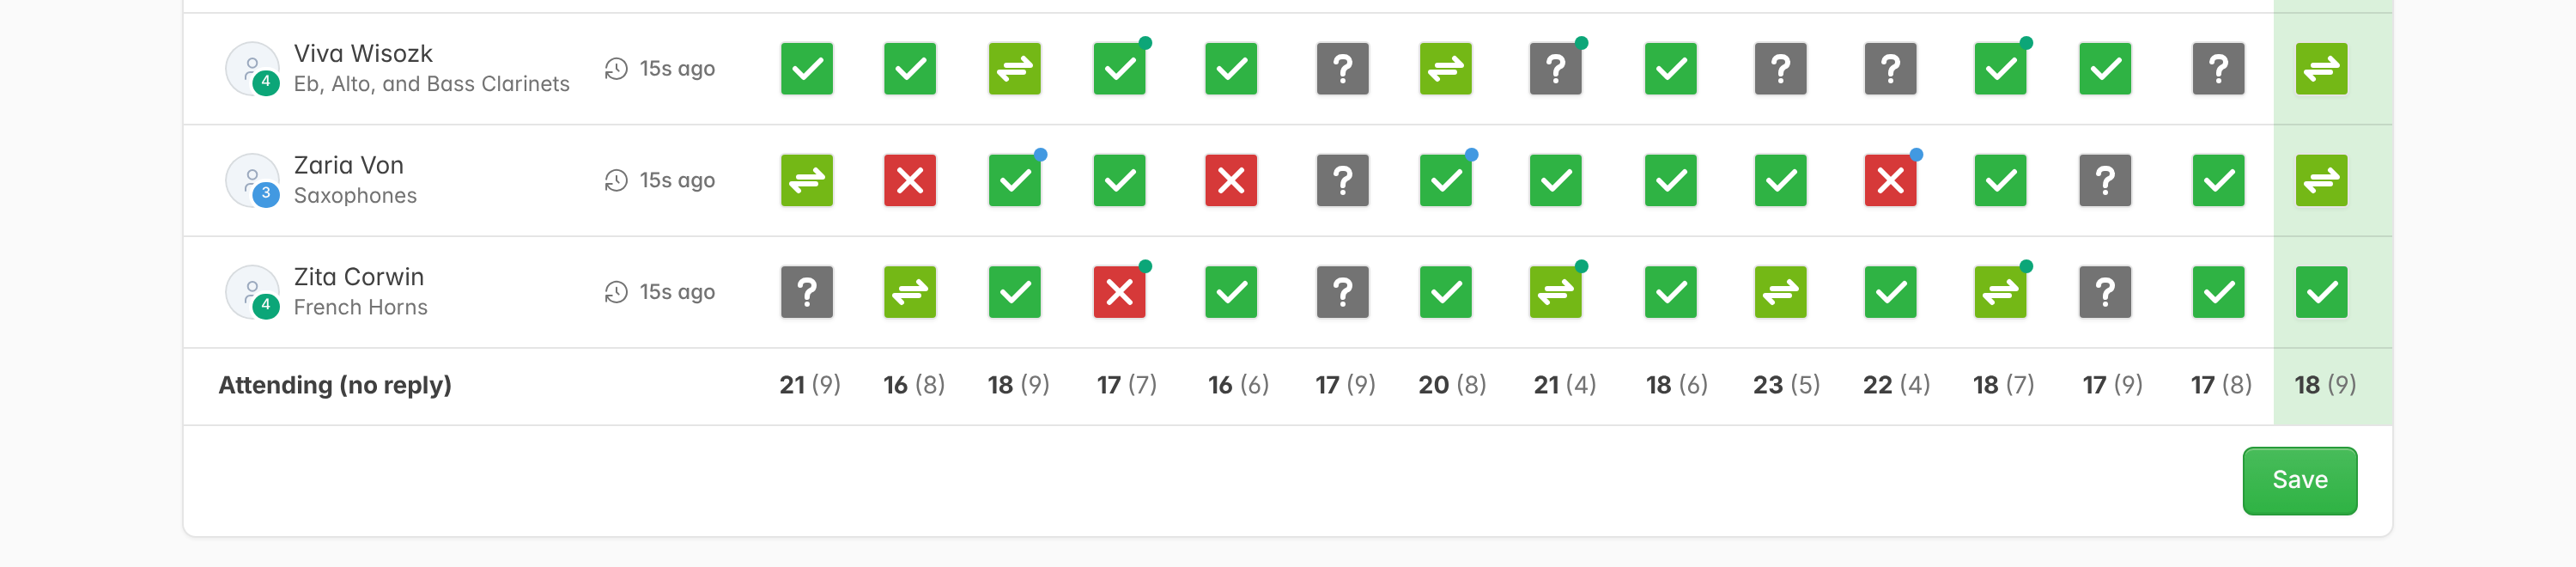 Viva Wisozk
4 Eb, Alto, and Bass Clarinets 15s ago ? ? ? ? ?
Zaria Von
3 Saxophones 15s ago ? ?
Zita Corwin
4 French Horns 15s ago ? ? ?
Attending (no reply) 21 (9) 16 (8) 18 (9) 17 (7) 16 (6) 17 (9) 20 (8) 21 (4) 18 (6) 23 (5) 22 (4) 18 (7) 17 (9) 17 (8) 18 (9)
Save